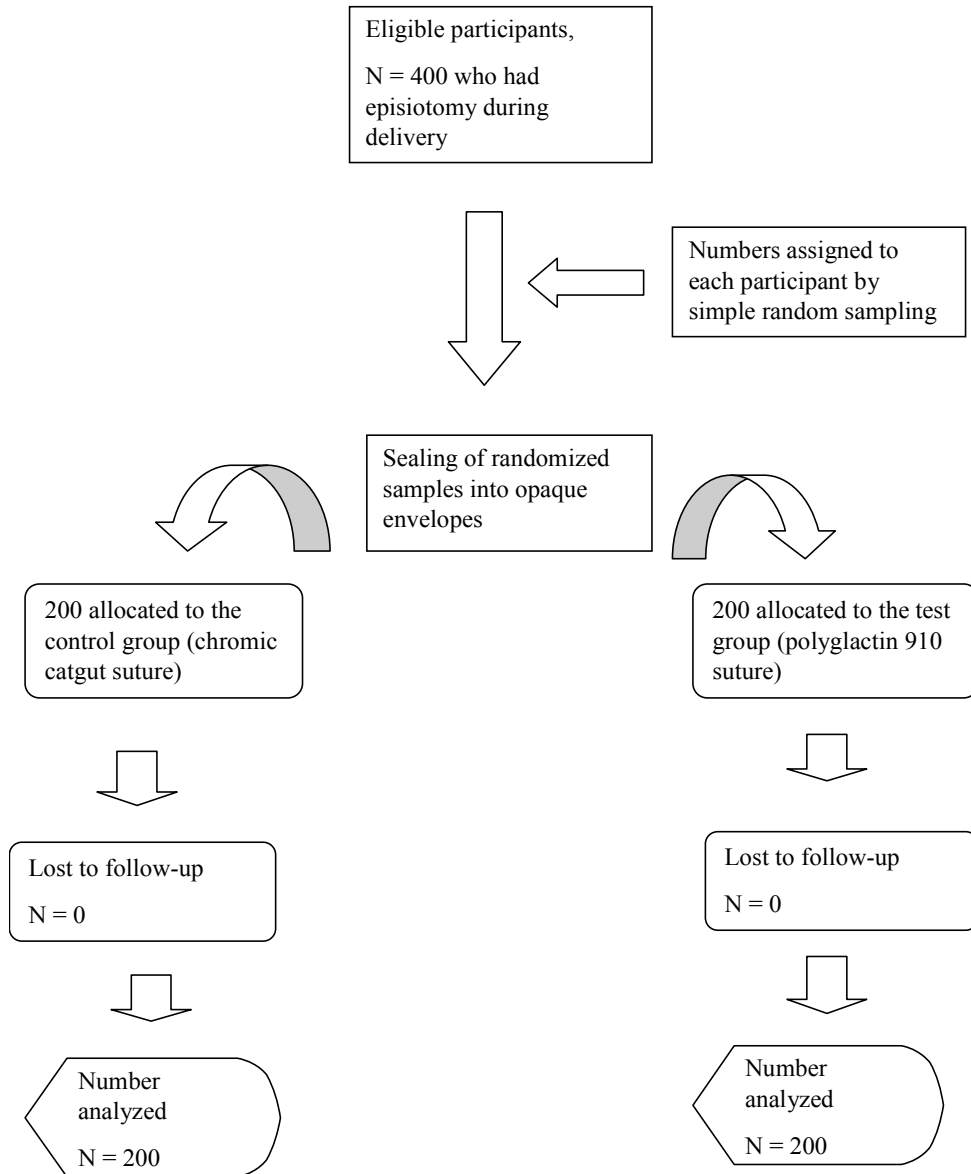 Eligible participants,
N = 400 who had
episiotomy during
delivery
Numbers assigned to
each participant by
simple random sampling
Sealing of randomized
samples into opaque
envelopes
200 allocated to the
control group (chromic
catgut suture)
200 allocated to the test
group (polyglactin 910
suture)
Lost to follow-up
N = 0
Lost to follow-up
N = 0
Number
analyzed
N = 200
Number
analyzed
N = 200